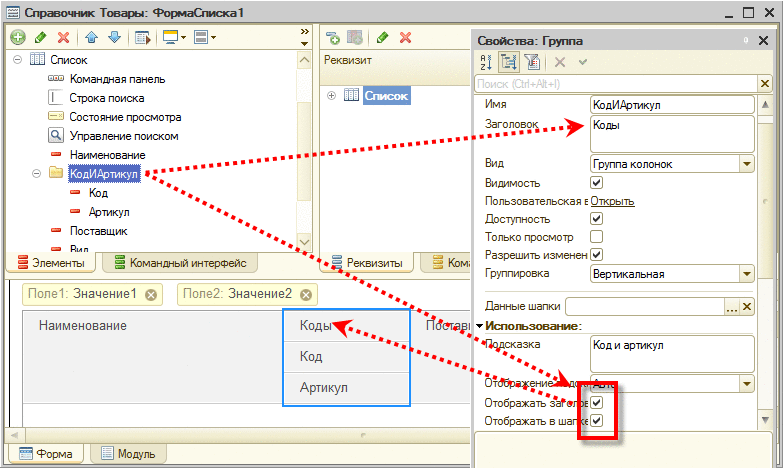 Справочник Товары: ФормаСписка1
Список
Командная панель
Строка поиска
Состояние просмотра
Управление поиском
Наименование
КодИАртикул
Код
Артикул
Поставщик
Вид
Элементы
Командный интерфейс
Реквизит
Список
Реквизиты
Кома
Свойства: Группа
Поиск (Ctrl+Alt+I)
Имя КодИАртикул
Заголовок Коды
Вид Группа колонок
Видимость
Пользовательская в Открыть
Доступность
Только просмотр
Разрешить изменен
Группировка Вертикальная
Данные шапки ...
Использование:
Подсказка Код и артикул
Отображение подск Авто
Отображать заголов
Отображать в шапке
Поле1: Значение1
Поле2: Значение2
Наименование Коды Постав
Код
Артикул
Форма
Модуль